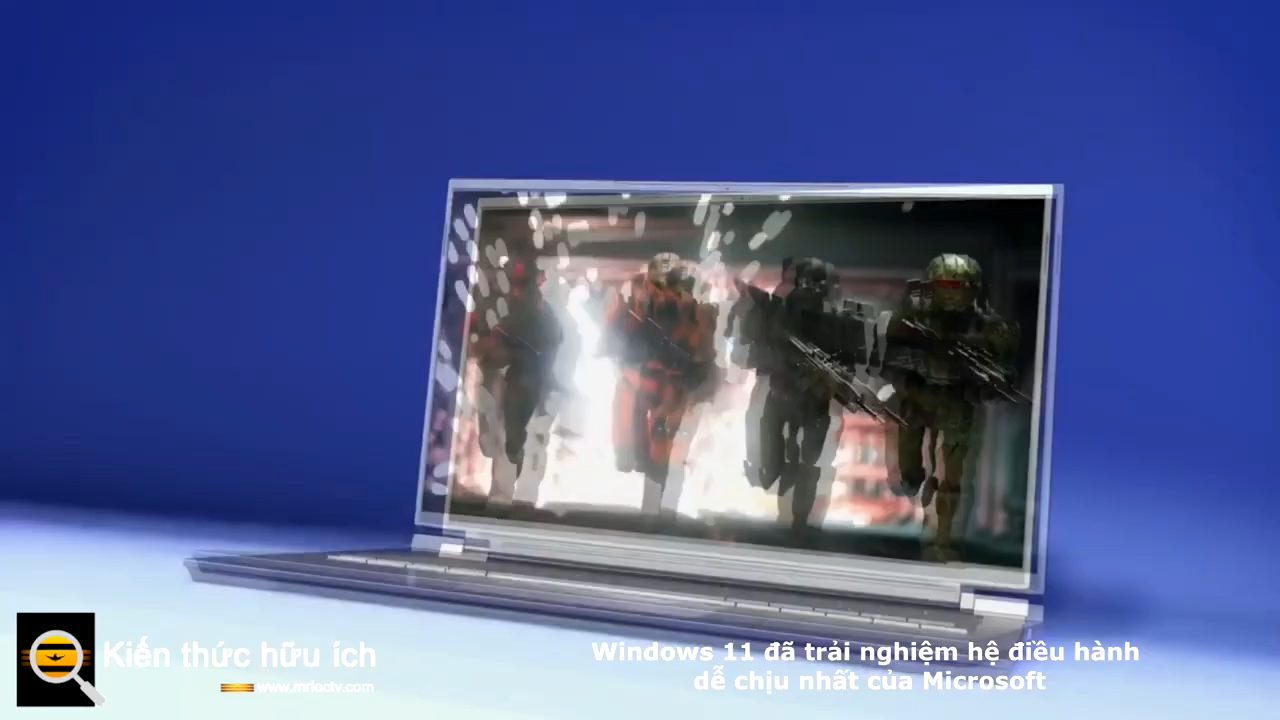 Kiến thức hữu ích
www.mrloctv.com
Windows 11 đã trải nghiệm hệ điều hành
dễ chịu nhất của Microsoft